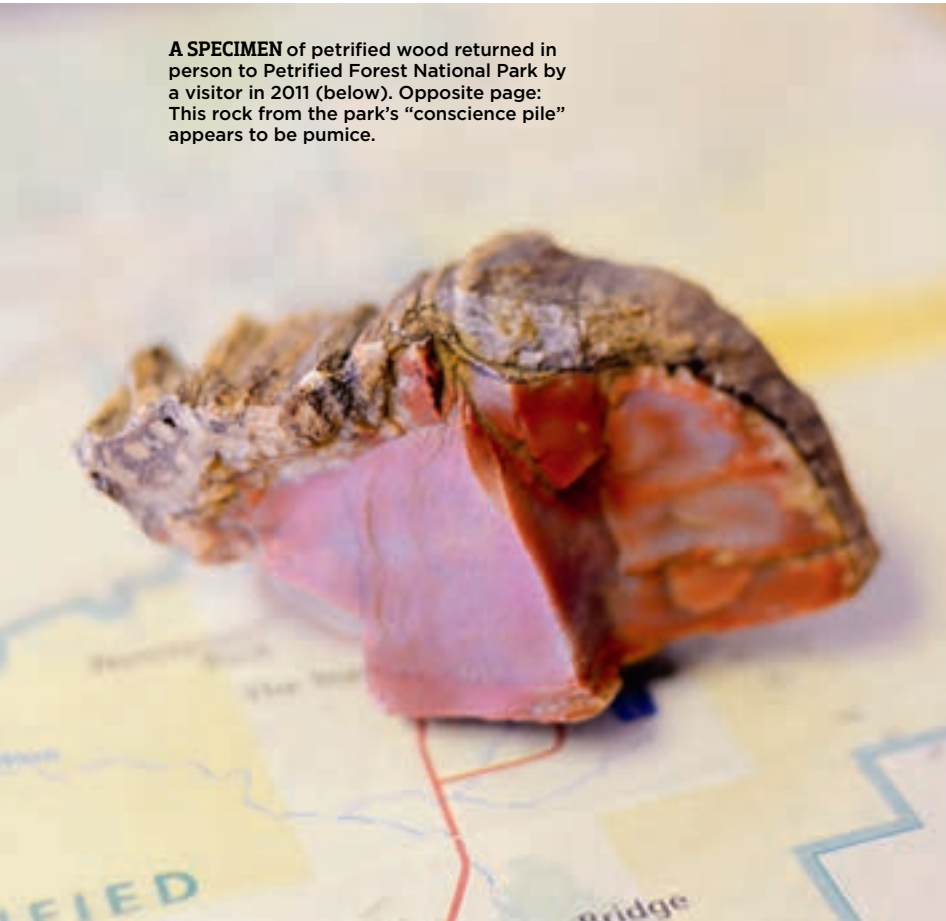 A SPECIMEN of petrified wood returned in
person to Petrified Forest National Park by
a visitor in 2011 (below). Opposite page:
This rock from the park’s “conscience pile”
appears to be pumice.
IFIED
Bridge